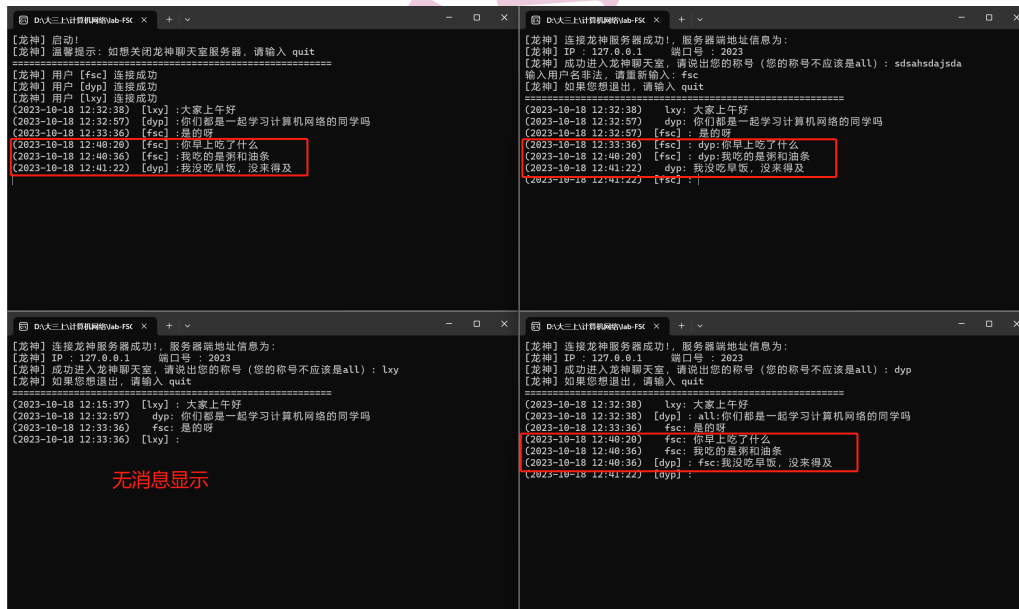 D:\大三上\计算机网络\lab-FSC
[龙神] 启动!
[龙神] 温馨提示: 如想关闭龙神聊天室服务器, 请输入 quit
========================================================
[龙神] 用户 [fsc] 连接成功
[龙神] 用户 [dyp] 连接成功
[龙神] 用户 [lxy] 连接成功
(2023-10-18 12:32:38) [lxy] :大家上午好
(2023-10-18 12:32:57) [dyp] :你们都是一起学习计算机网络的同学吗
(2023-10-18 12:33:36) [fsc] :是的呀
(2023-10-18 12:40:20) [fsc] :你早上吃了什么
(2023-10-18 12:40:36) [fsc] :我吃的是粥和油条
(2023-10-18 12:41:22) [dyp] :我没吃早饭, 没来得及
D:\大三上\计算机网络\lab-FSC
[龙神] 连接龙神服务器成功!, 服务器端地址信息为:
[龙神] IP : 127.0.0.1 端口号 : 2023
[龙神] 成功进入龙神聊天室, 请说出您的称号 (您的称号不应该是all) : sdsahsdajsda
输入用户名非法, 请重新输入: fsc
[龙神] 如果您想退出, 请输入 quit
========================================================
(2023-10-18 12:32:38) lxy: 大家上午好
(2023-10-18 12:32:57) dyp: 你们都是一起学习计算机网络的同学吗
(2023-10-18 12:32:57) [fsc] : 是的呀
(2023-10-18 12:33:36) [fsc] : dyp:你早上吃了什么
(2023-10-18 12:40:20) [fsc] : dyp:我吃的是粥和油条
(2023-10-18 12:41:22) dyp: 我没吃早饭, 没来得及
(2023-10-18 12:41:22) [fsc] :
D:\大三上\计算机网络\lab-FSC
[龙神] 连接龙神服务器成功!, 服务器端地址信息为:
[龙神] IP : 127.0.0.1 端口号 : 2023
[龙神] 成功进入龙神聊天室, 请说出您的称号 (您的称号不应该是all) : lxy
[龙神] 如果您想退出, 请输入 quit
========================================================
(2023-10-18 12:15:37) [lxy] : 大家上午好
(2023-10-18 12:32:57) dyp: 你们都是一起学习计算机网络的同学吗
(2023-10-18 12:33:36) fsc: 是的呀
(2023-10-18 12:33:36) [lxy] :
无消息显示
D:\大三上\计算机网络\lab-FSC
[龙神] 连接龙神服务器成功!, 服务器端地址信息为:
[龙神] IP : 127.0.0.1 端口号 : 2023
[龙神] 成功进入龙神聊天室, 请说出您的称号 (您的称号不应该是all) : dyp
[龙神] 如果您想退出, 请输入 quit
========================================================
(2023-10-18 12:32:38) lxy: 大家上午好
(2023-10-18 12:32:38) [dyp] : all:你们都是一起学习计算机网络的同学吗
(2023-10-18 12:33:36) fsc: 是的呀
(2023-10-18 12:40:20) fsc: 你早上吃了什么
(2023-10-18 12:40:36) fsc: 我吃的是粥和油条
(2023-10-18 12:40:36) [dyp] : fsc:我没吃早饭, 没来得及
(2023-10-18 12:41:22) [dyp] :